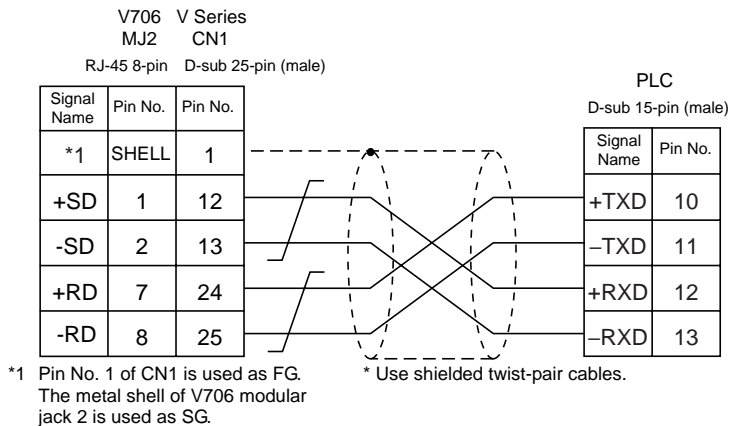 V706 V Series
MJ2 CN1
RJ-45 8-pin D-sub 25-pin (male)
Signal Name Pin No. Pin No.
*1 SHELL 1
+SD 1 12
-SD 2 13
+RD 7 24
-RD 8 25
PLC
D-sub 15-pin (male)
Signal Name Pin No.
+TXD 10
−TXD 11
+RXD 12
−RXD 13
*1 Pin No. 1 of CN1 is used as FG.
The metal shell of V706 modular
jack 2 is used as SG.
* Use shielded twist-pair cables.